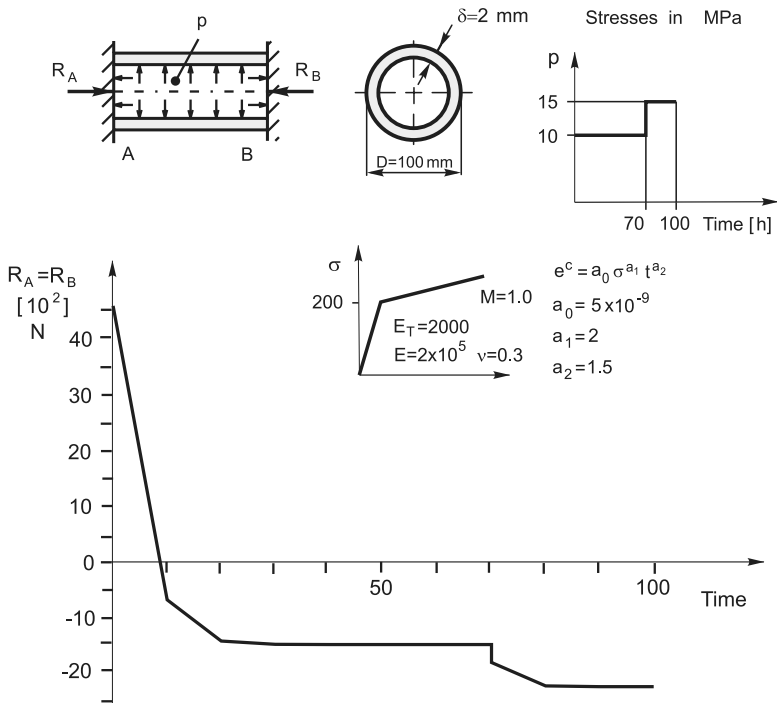 p
R_A
R_B
A
B
δ=2 mm
D=100 mm
Stresses in MPa
p
15
10
70
100
Time [h]
R_A=R_B
[10^2]
N
40
30
20
10
0
-10
-20
50
100
Time
σ
200
M=1.0
E_T=2000
E=2x10^5 ν=0.3
e^c=a_0 σ^a_1 t^a_2
a_0=5x10^-9
a_1=2
a_2=1.5